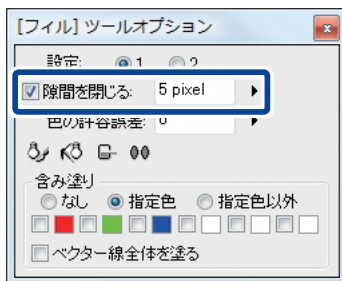 [フィル] ツールオプション
設定: 1 2
隙間を閉じる: 5 pixel
色の許容誤差: 0
含み塗り
なし 指定色 指定色以外
ベクター線全体を塗る